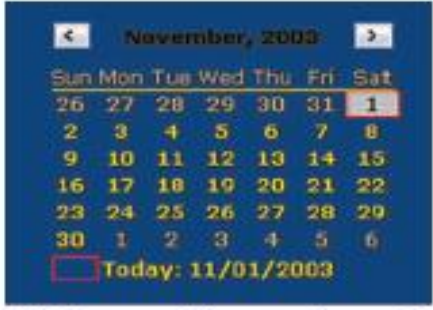 < November, 2003 >
Sun Mon Tue Wed Thu Fri Sat
26 27 28 29 30 31 1
2 3 4 5 6 7 8
9 10 11 12 13 14 15
16 17 18 19 20 21 22
23 24 25 26 27 28 29
30 1 2 3 4 5 6
Today: 11/01/2003